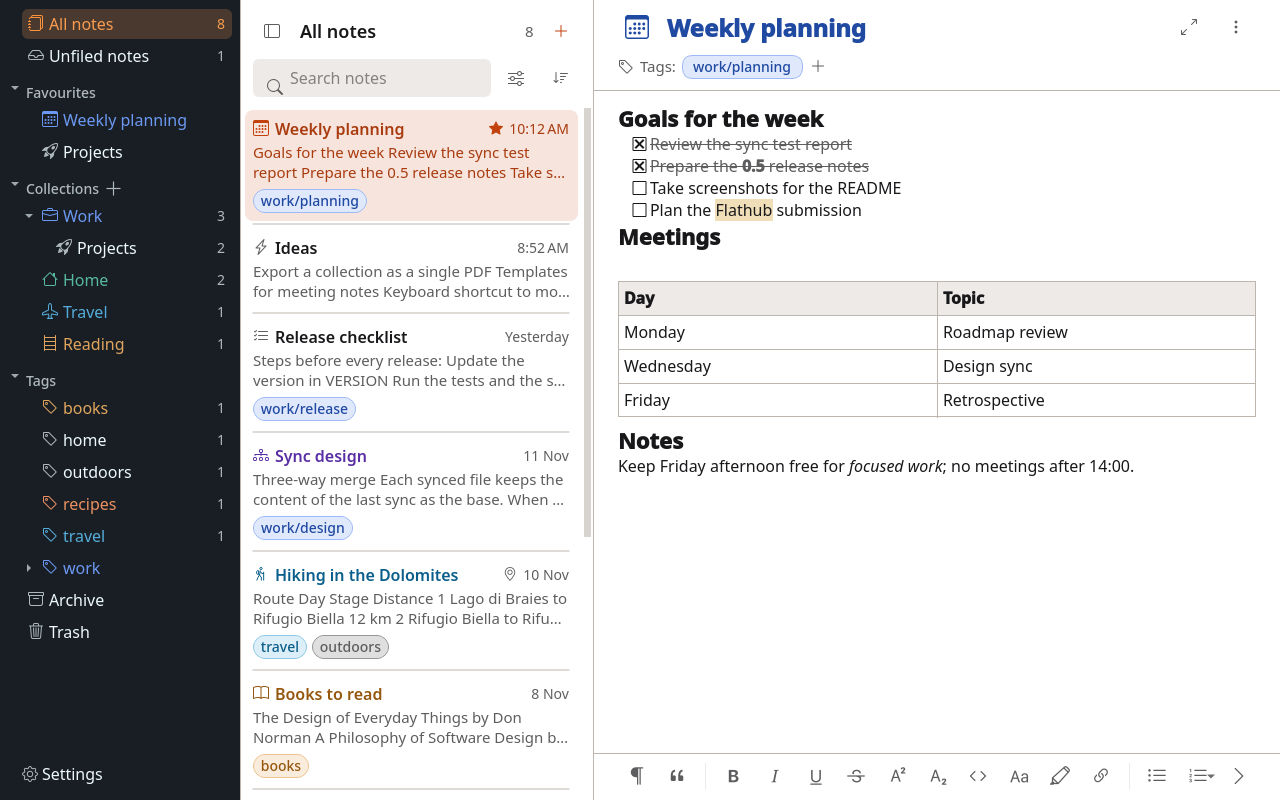 All notes 8
Unfiled notes 1
Favourites
Weekly planning
Projects
Collections
Work 3
Projects 2
Home 2
Travel 1
Reading 1
Tags
books 1
home 1
outdoors 1
recipes 1
travel 1
work
Archive
Trash
Settings
All notes 8
Search notes
Weekly planning 10:12 AM
Goals for the week Review the sync test
report Prepare the 0.5 release notes Take s...
work/planning
Ideas 8:52 AM
Export a collection as a single PDF Templates
for meeting notes Keyboard shortcut to mo...
Release checklist Yesterday
Steps before every release: Update the
version in VERSION Run the tests and the s...
work/release
Sync design 11 Nov
Three-way merge Each synced file keeps the
content of the last sync as the base. When ...
work/design
Hiking in the Dolomites 10 Nov
Route Day Stage Distance 1 Lago di Braies to
Rifugio Biella 12 km 2 Rifugio Biella to Rifu...
travel outdoors
Books to read 8 Nov
The Design of Everyday Things by Don
Norman A Philosophy of Software Design b...
books
Weekly planning
Tags: work/planning
Goals for the week
Review the sync test report
Prepare the 0.5 release notes
Take screenshots for the README
Plan the Flathub submission
Meetings
Day Topic
Monday Roadmap review
Wednesday Design sync
Friday Retrospective
Notes
Keep Friday afternoon free for focused work; no meetings after 14:00.
B I U S A² A₂ <> Aa